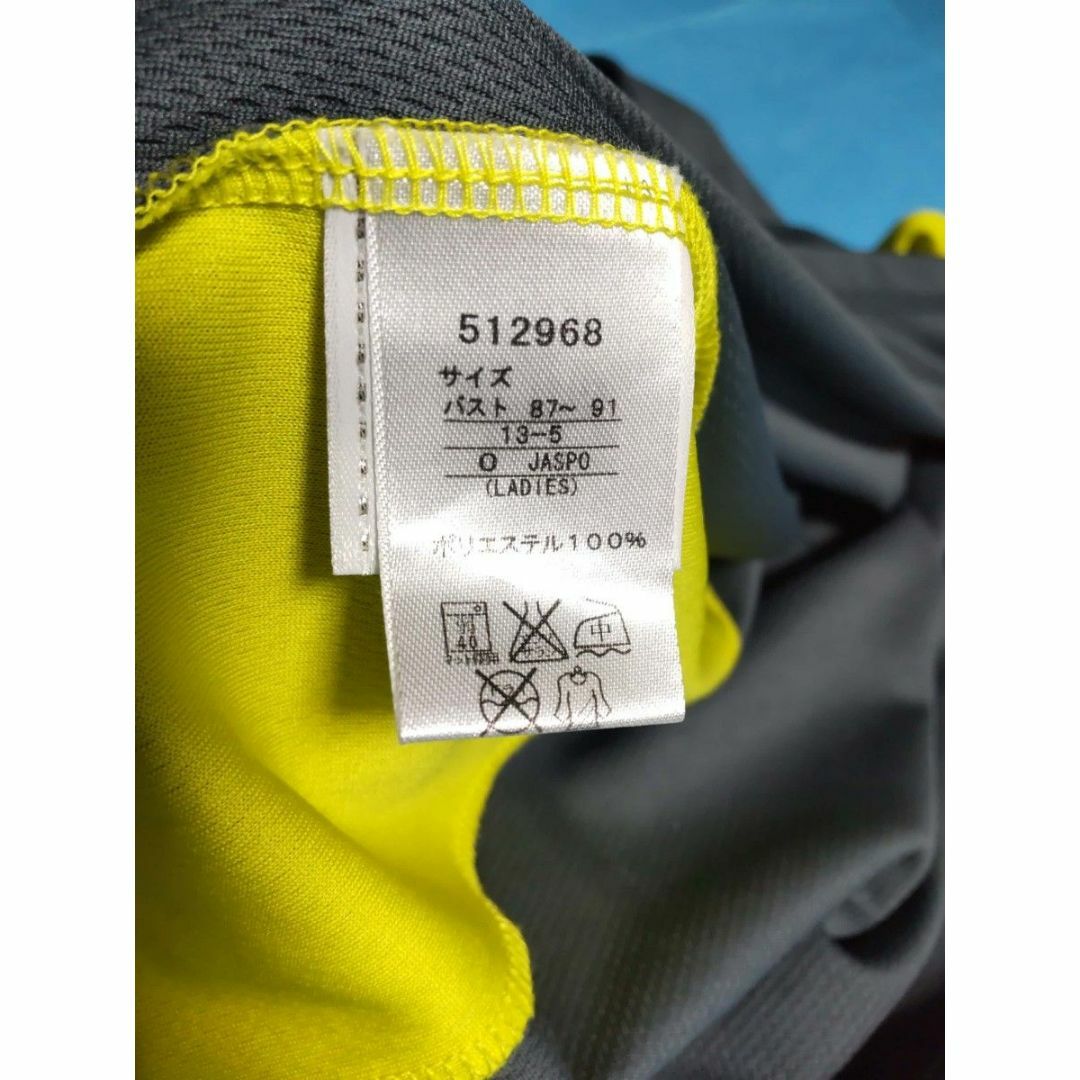 512968
サイズ
バスト 87〜 91
13-5
O JASPO
(LADIES)
ポリエステル100%
40
中